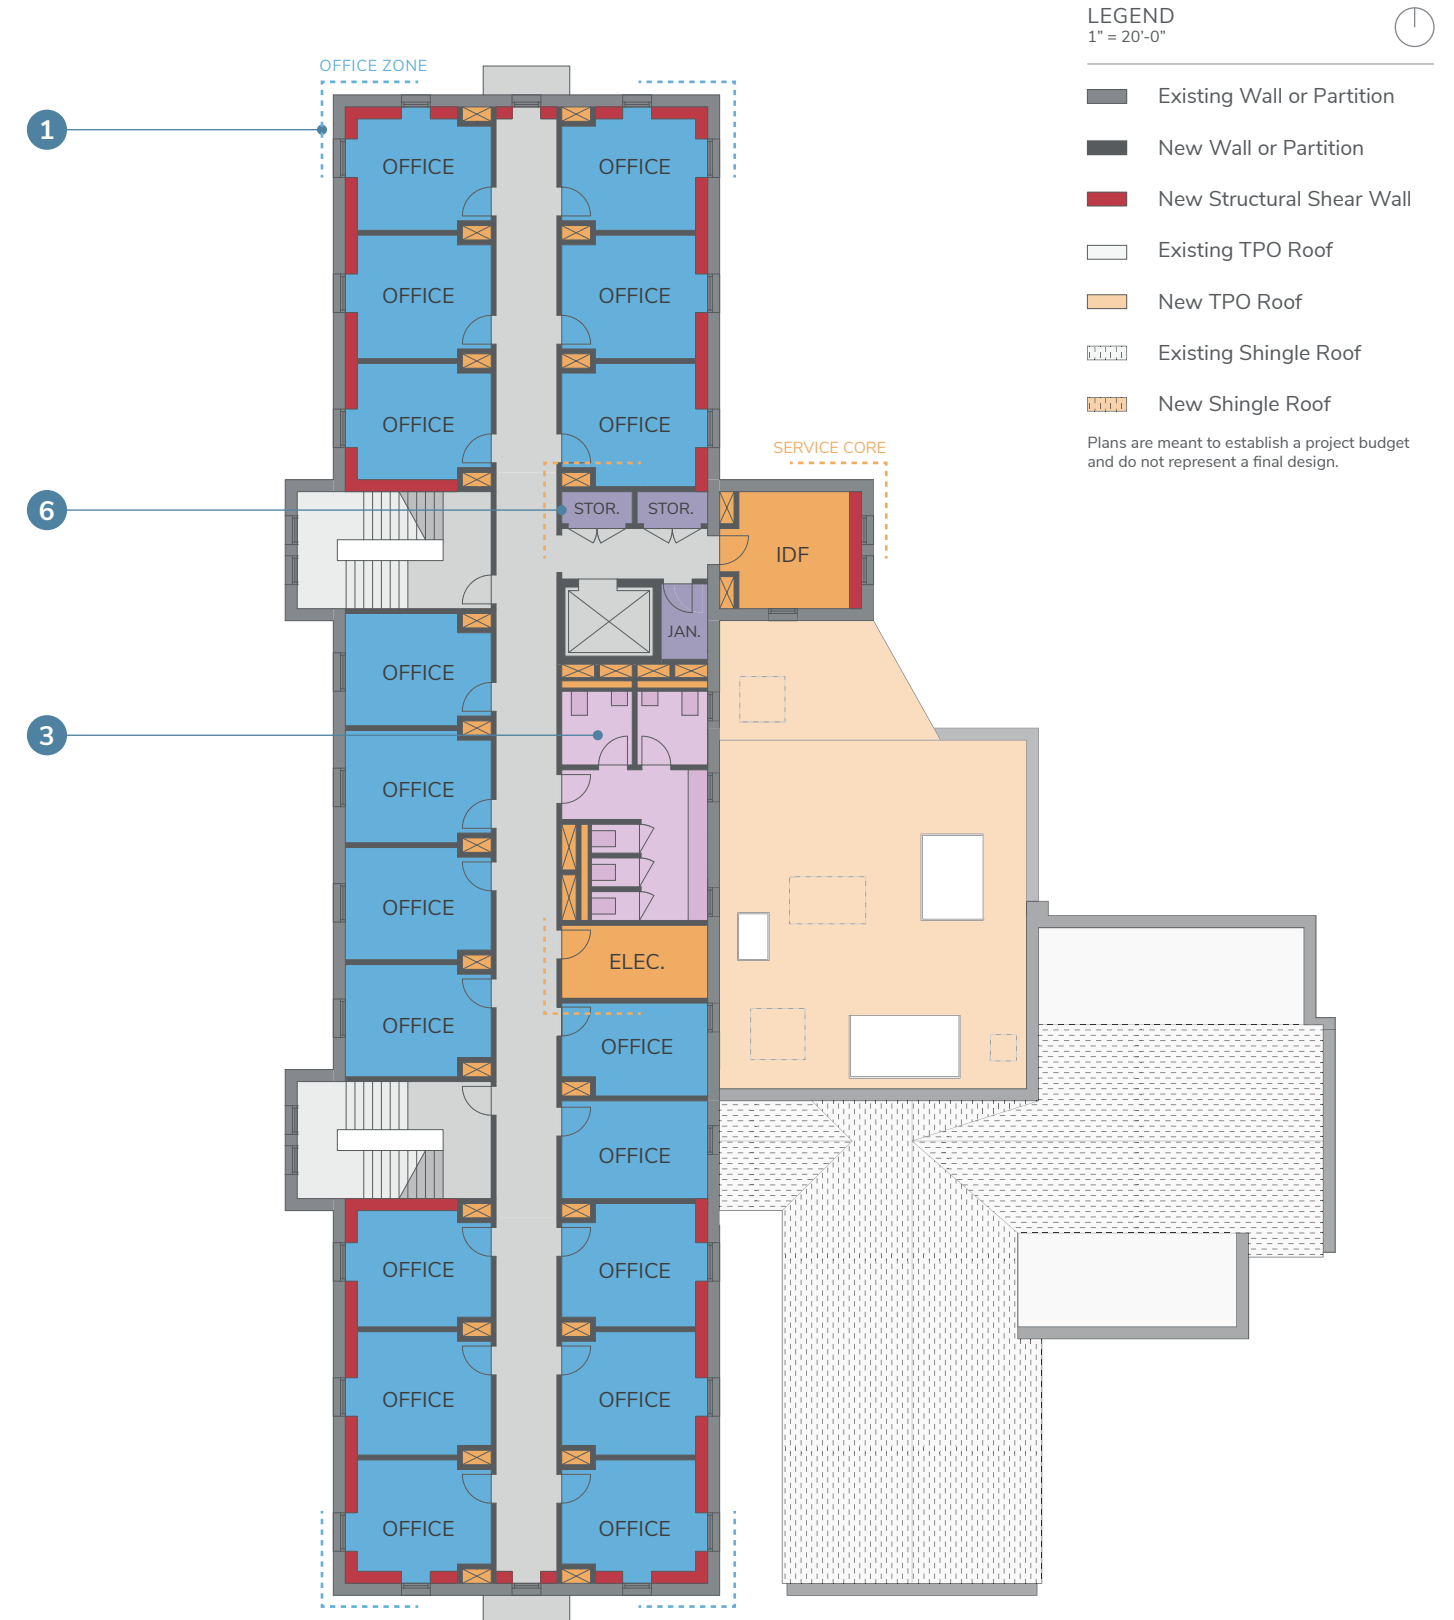 LEGEND
1" = 20'-0"
Existing Wall or Partition
New Wall or Partition
New Structural Shear Wall
Existing TPO Roof
New TPO Roof
Existing Shingle Roof
New Shingle Roof
Plans are meant to establish a project budget
and do not represent a final design.
OFFICE ZONE
1
OFFICE OFFICE
OFFICE OFFICE
OFFICE OFFICE
SERVICE CORE
6
STOR. STOR.
IDF
JAN.
OFFICE
3
OFFICE
OFFICE
ELEC.
OFFICE
OFFICE
OFFICE
OFFICE OFFICE
OFFICE OFFICE
OFFICE OFFICE